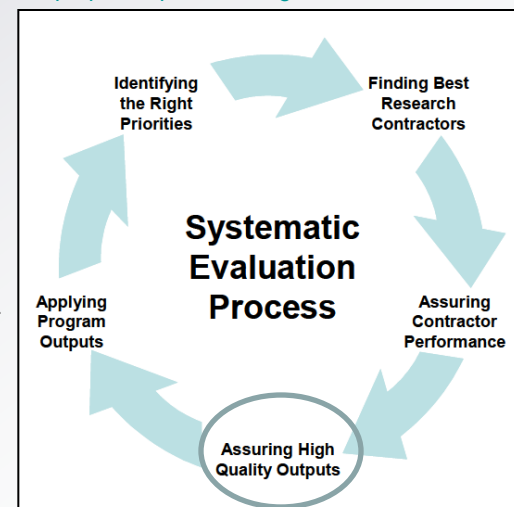 Identifying
the Right
Priorities
Finding Best
Research
Contractors
Systematic
Evaluation
Process
Applying
Program
Outputs
Assuring
Contractor
Performance
Assuring High
Quality Outputs